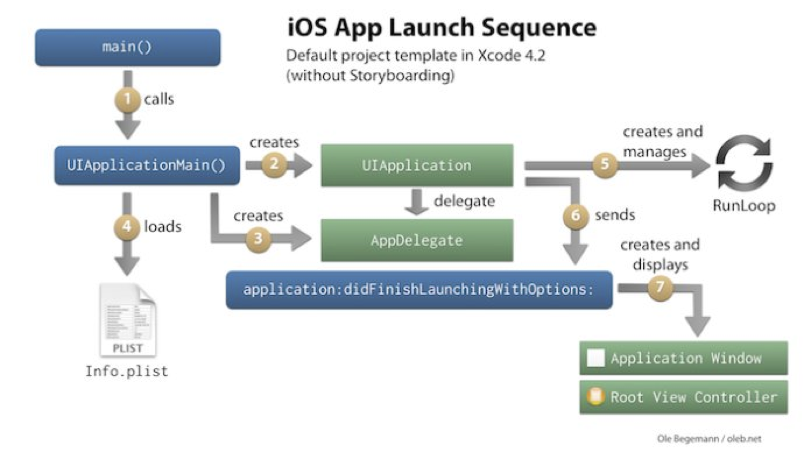 iOS App Launch Sequence
Default project template in Xcode 4.2
(without Storyboarding)
main()
1 calls
UIApplicationMain()
creates
2
UIApplication
5
creates and
manages
RunLoop
4 loads
creates
3
delegate
AppDelegate
6 sends
application:didFinishLaunchingWithOptions:
creates and
displays
7
PLIST
Info.plist
Application Window
Root View Controller
Ole Begemann / oleb.net